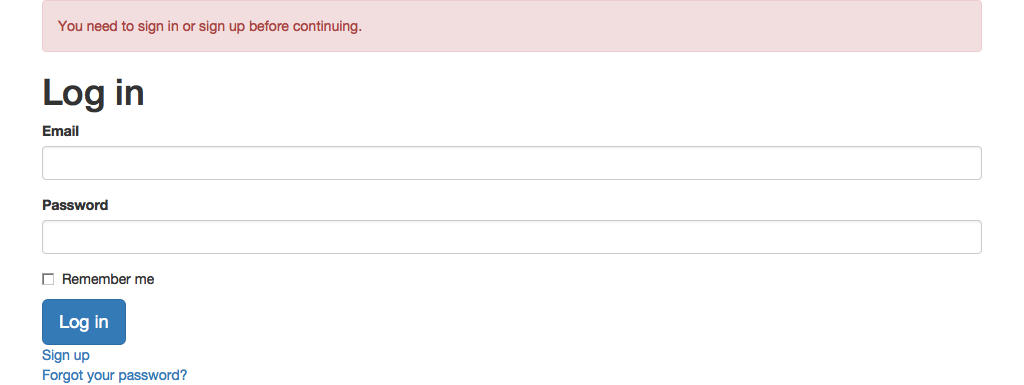 You need to sign in or sign up before continuing.
Log in
Email
Password
Remember me
Log in
Sign up
Forgot your password?